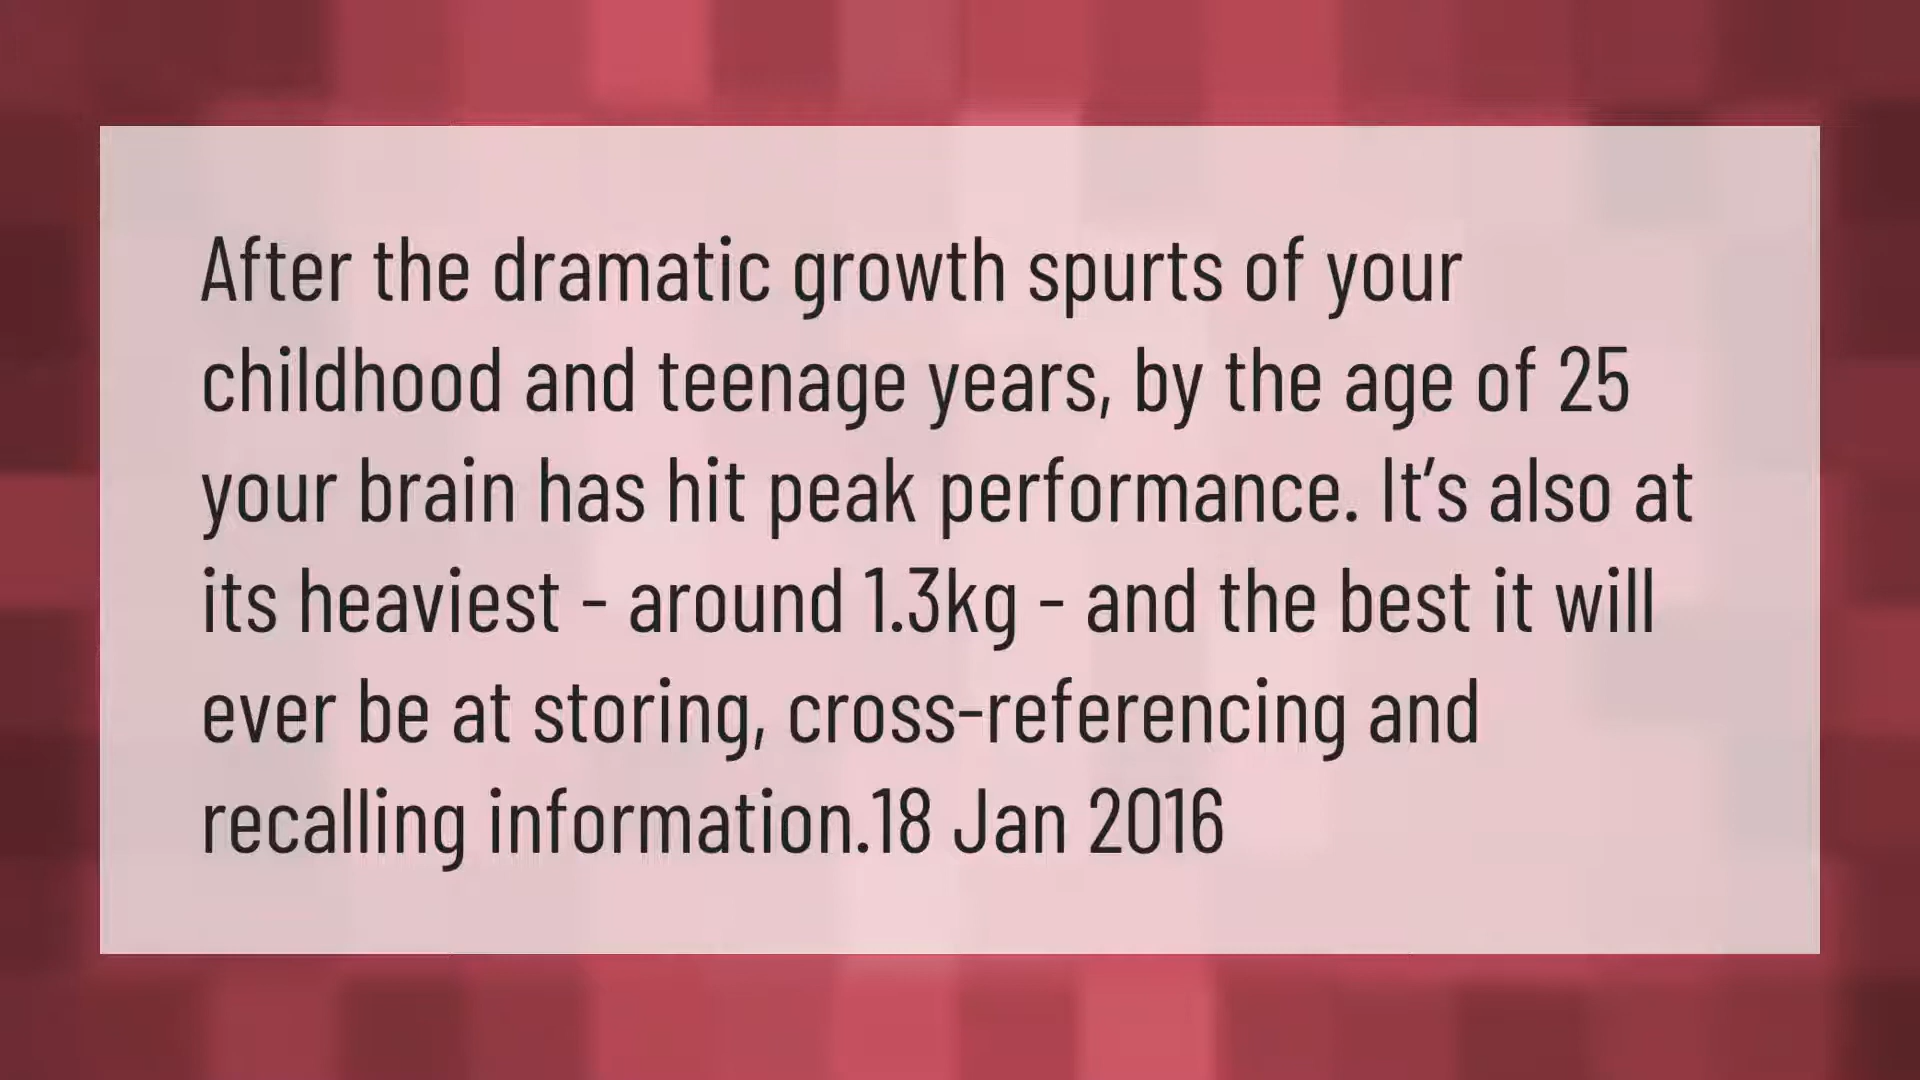 After the dramatic growth spurts of your
childhood and teenage years, by the age of 25
your brain has hit peak performance. It’s also at
its heaviest - around 1.3kg - and the best it will
ever be at storing, cross-referencing and
recalling information.18 Jan 2016